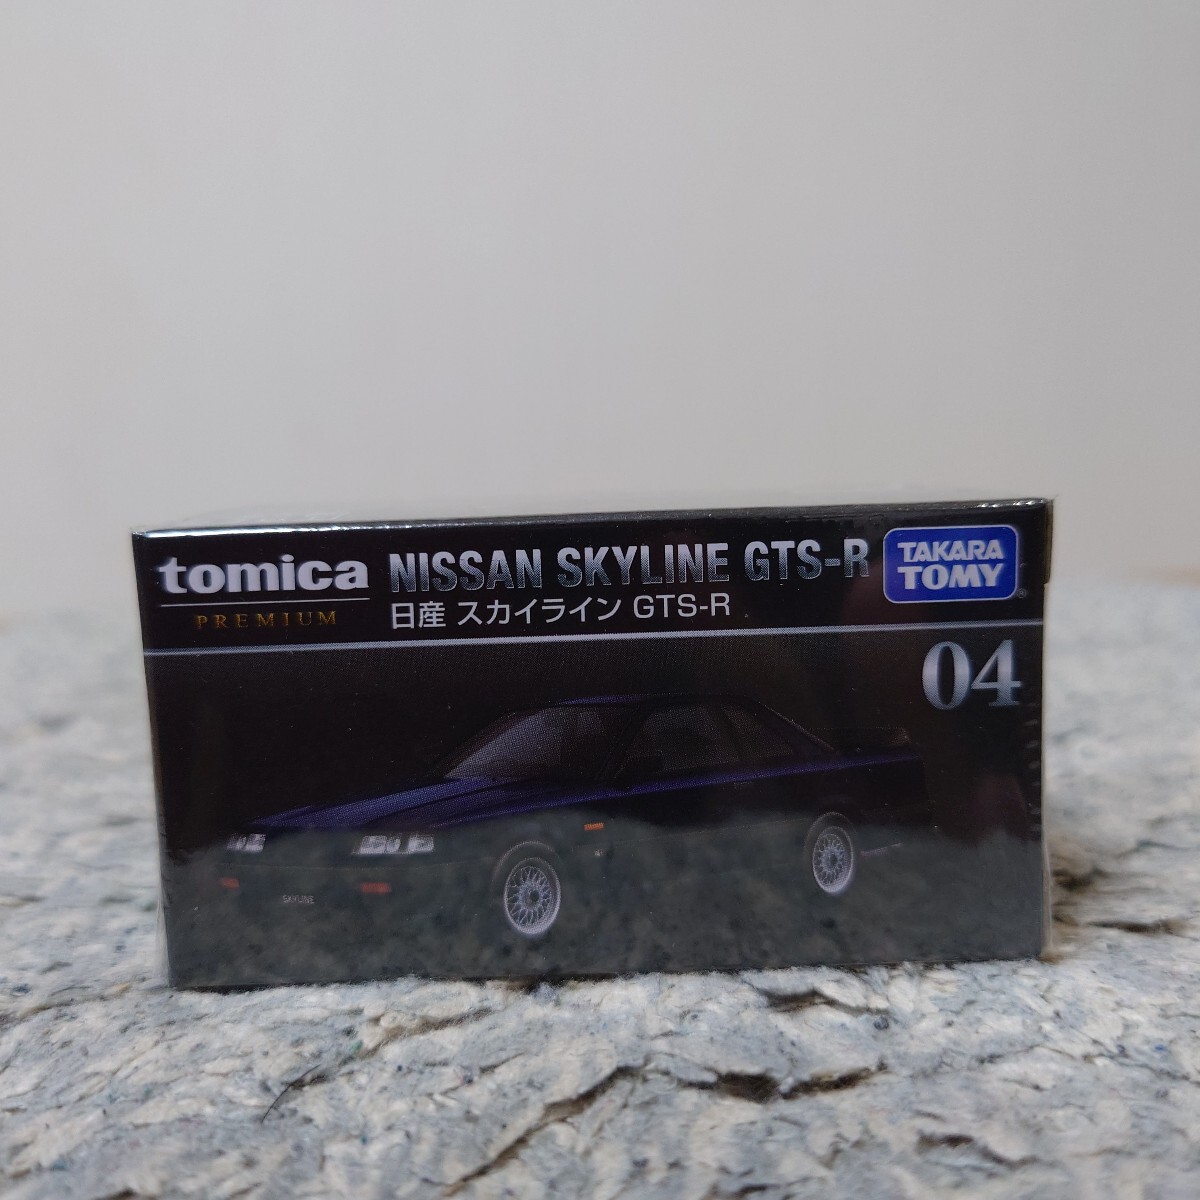 tomica
PREMIUM
NISSAN SKYLINE GTS-R
日産 スカイライン GTS-R
TAKARA
TOMY
04
SKYLINE